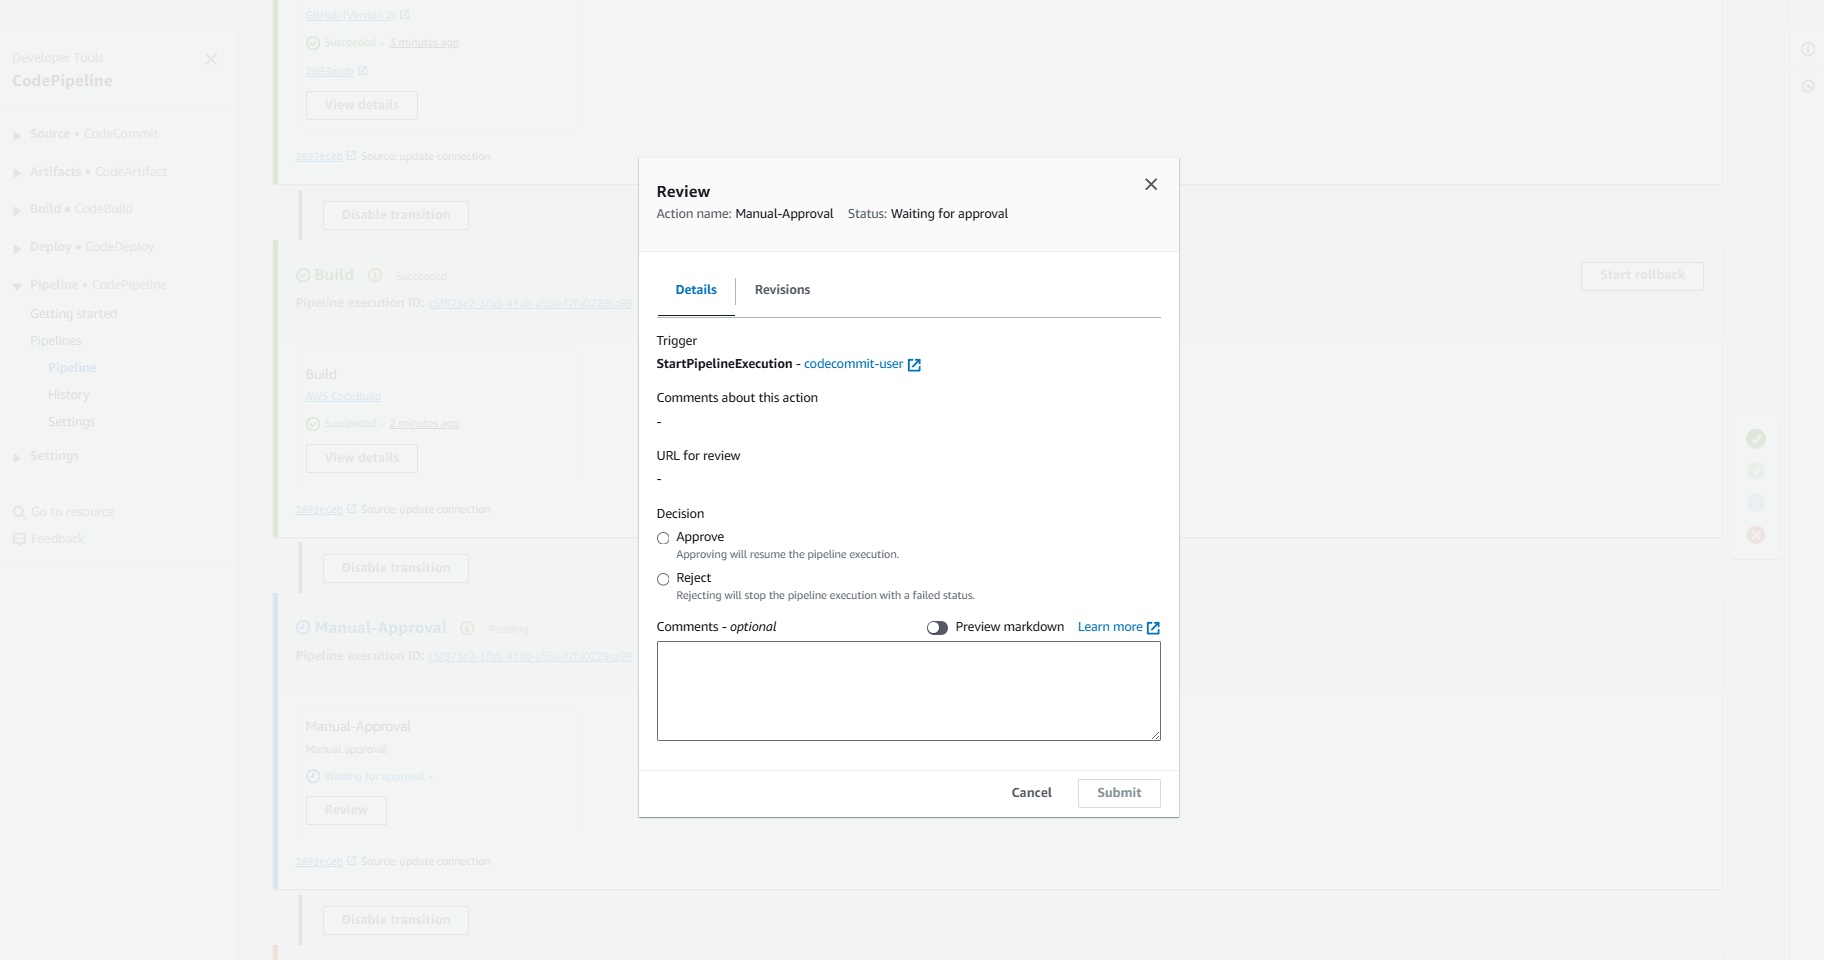 Developer Tools
CodePipeline
Source • CodeCommit
Artifacts • CodeArtifact
Build • CodeBuild
Deploy • CodeDeploy
Pipeline • CodePipeline
Getting started
Pipelines
Pipeline
History
Settings
Settings
Go to resource
Feedback
GitHub (Version 2)
Succeeded - 3 minutes ago
2693eceb
View details
2693eceb Source: update connection
Disable transition
Build Succeeded
Start rollback
Pipeline execution ID: c5f973e2-3fb5-41ab-a55a-f7fa0229ca99
Build
AWS CodeBuild
Succeeded - 2 minutes ago
View details
2693eceb Source: update connection
Disable transition
Manual-Approval Pending
Pipeline execution ID: c5f973e2-3fb5-41ab-a55a-f7fa0229ca99
Manual-Approval
Manual approval
Waiting for approval -
Review
2693eceb Source: update connection
Disable transition
Review
Action name: Manual-Approval Status: Waiting for approval
Details Revisions
Trigger
StartPipelineExecution - codecommit-user
Comments about this action
-
URL for review
-
Decision
Approve
Approving will resume the pipeline execution.
Reject
Rejecting will stop the pipeline execution with a failed status.
Comments - optional Preview markdown Learn more
Cancel Submit